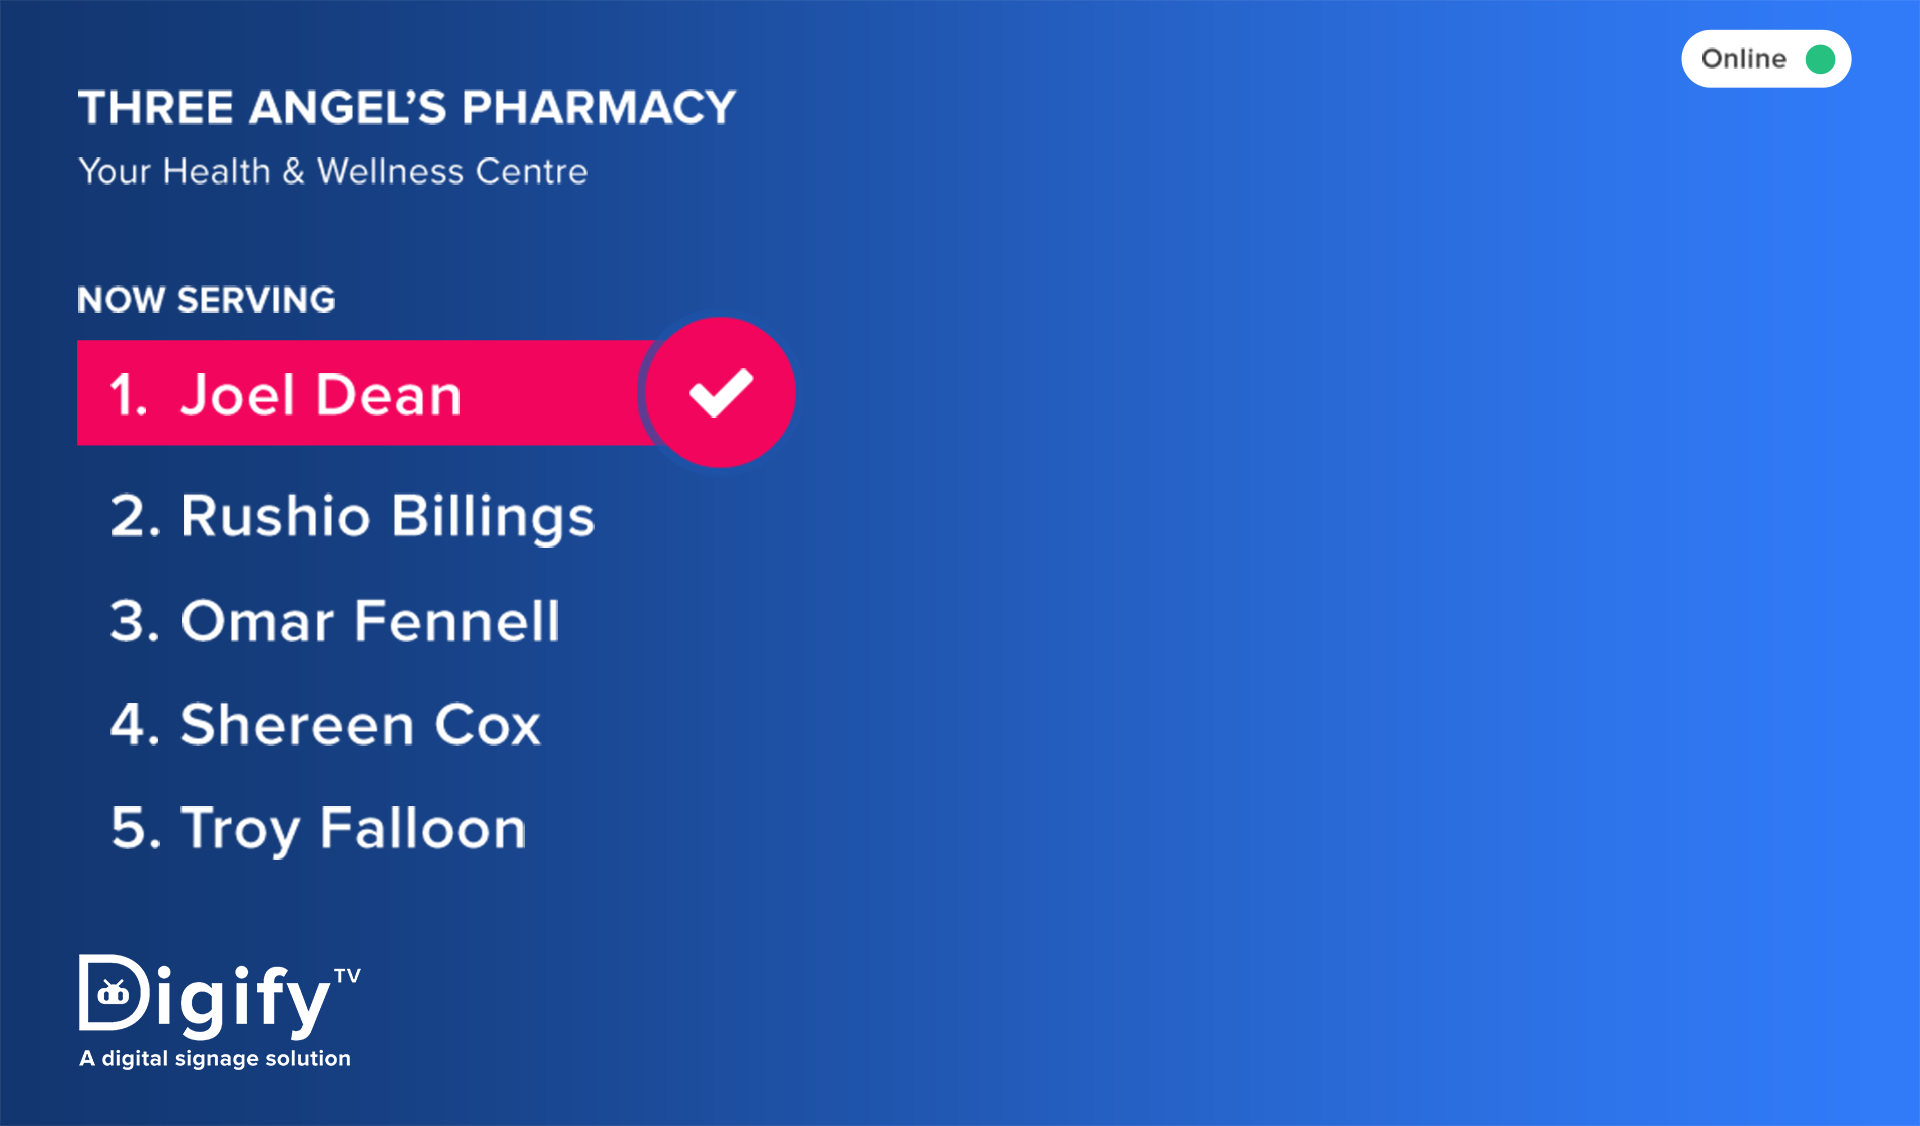 Online
THREE ANGEL’S PHARMACY
Your Health & Wellness Centre
NOW SERVING
1. Joel Dean
2. Rushio Billings
3. Omar Fennell
4. Shereen Cox
5. Troy Falloon
Digify TV
A digital signage solution